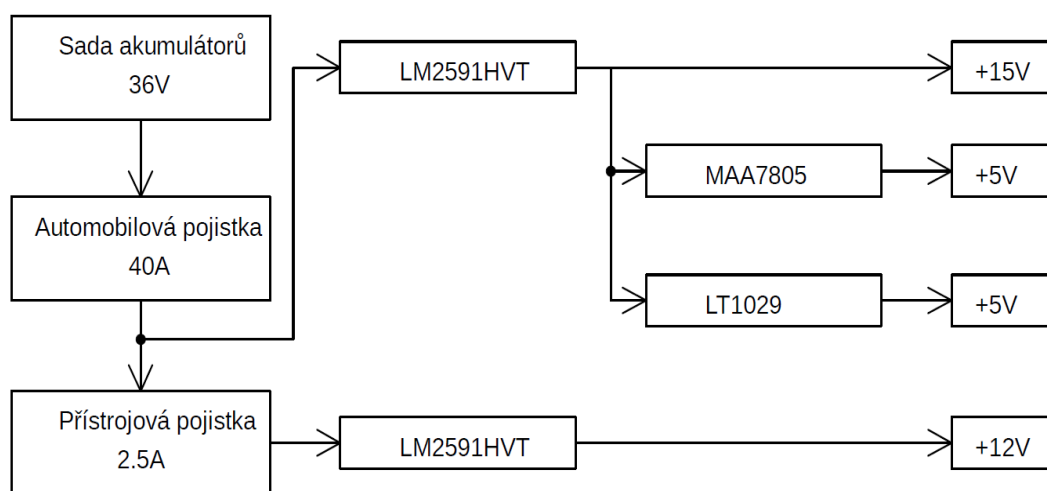 Sada akumulátorů
36V
LM2591HVT
+15V
MAA7805
+5V
Automobilová pojistka
40A
LT1029
+5V
Přístrojová pojistka
2.5A
LM2591HVT
+12V